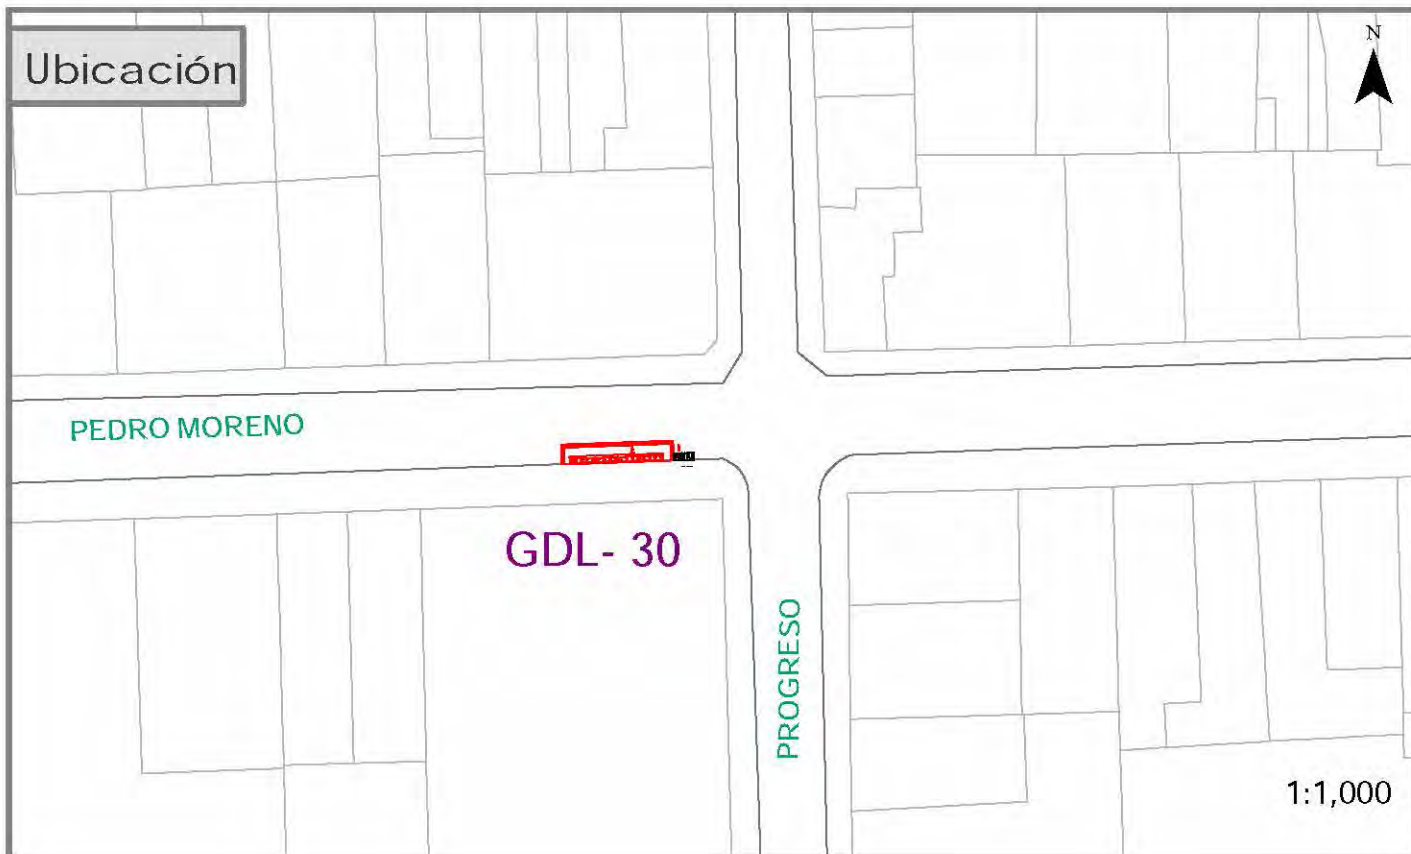 Ubicación
N
PEDRO MORENO
GDL- 30
PROGRESO
1:1,000